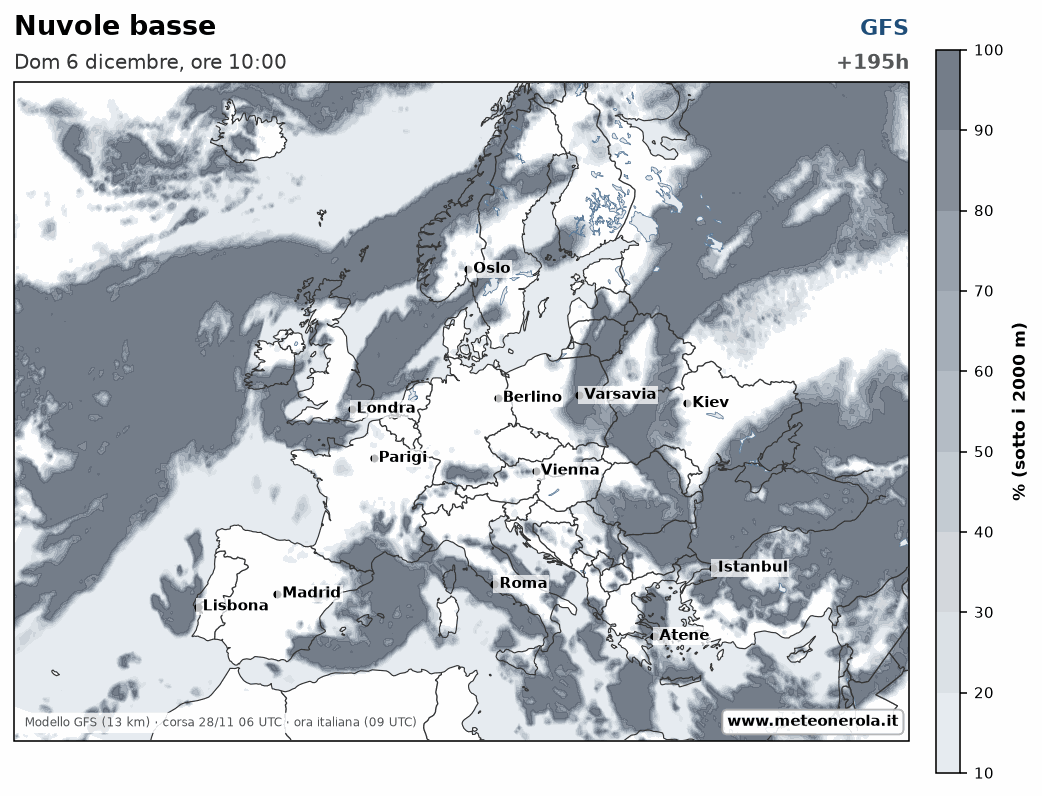 Nuvole basse
GFS
Dom 6 dicembre, ore 10:00
+195h
Oslo
Londra
Berlino
Varsavia
Kiev
Parigi
Vienna
Istanbul
Roma
Madrid
Lisbona
Atene
Modello GFS (13 km) · corsa 28/11 06 UTC · ora italiana (09 UTC)
www.meteonerola.it
100
90
80
70
60
50
40
30
20
10
% (sotto i 2000 m)